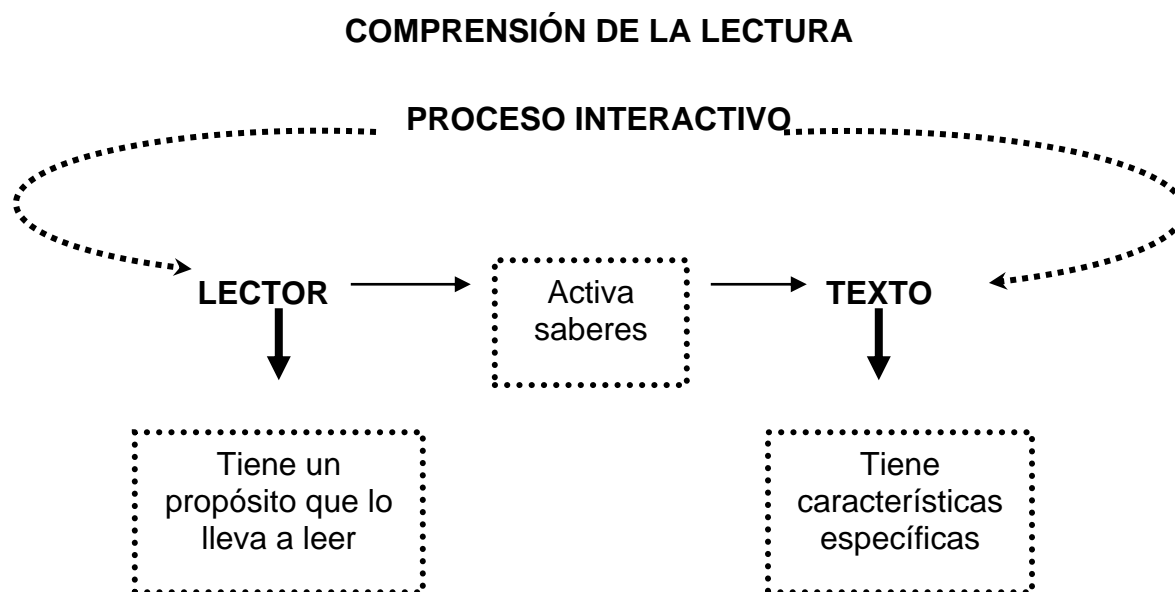 COMPRENSIÓN DE LA LECTURA
PROCESO INTERACTIVO
LECTOR
Activa
saberes
TEXTO
Tiene un
propósito que lo
lleva a leer
Tiene
características
específicas